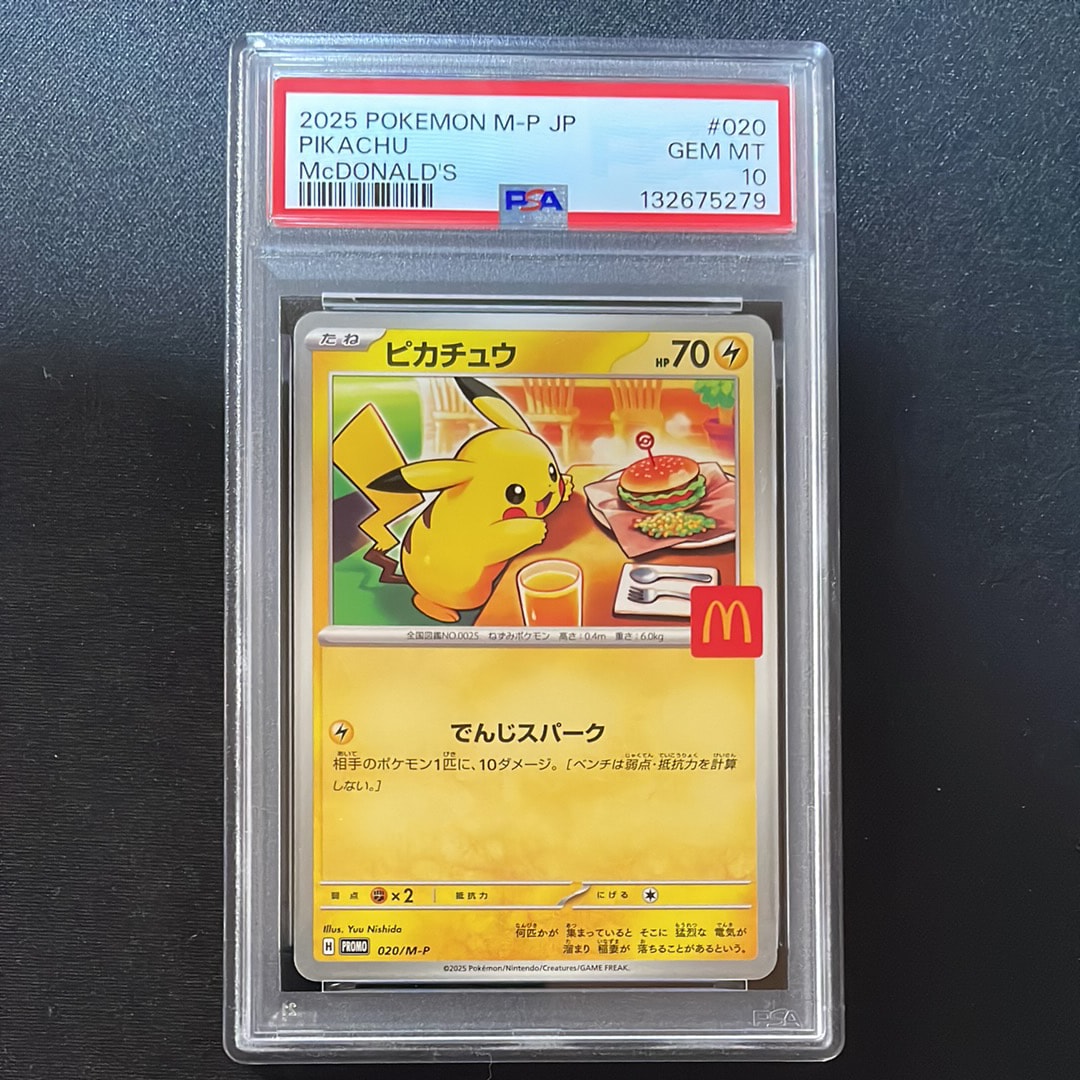 2025 POKEMON M-P JP
#020
PIKACHU
GEM MT
McDONALD'S
10
PSA
132675279
たね
ピカチュウ
HP70
全国図鑑NO.0025 ねずみポケモン 高さ:0.4m 重さ:6.0kg
でんじスパーク
相手のポケモン1匹に、10ダメージ。[ベンチは弱点・抵抗力を計算
しない。]
弱点 ×2 抵抗力 にげる
Illus. Yuu Nishida
何匹かが 集まっていると そこに 猛烈な 電気が
溜まり 稲妻が 落ちることがあるという。
H PROMO 020/M-P
©2025 Pokémon/Nintendo/Creatures/GAME FREAK.
PSA